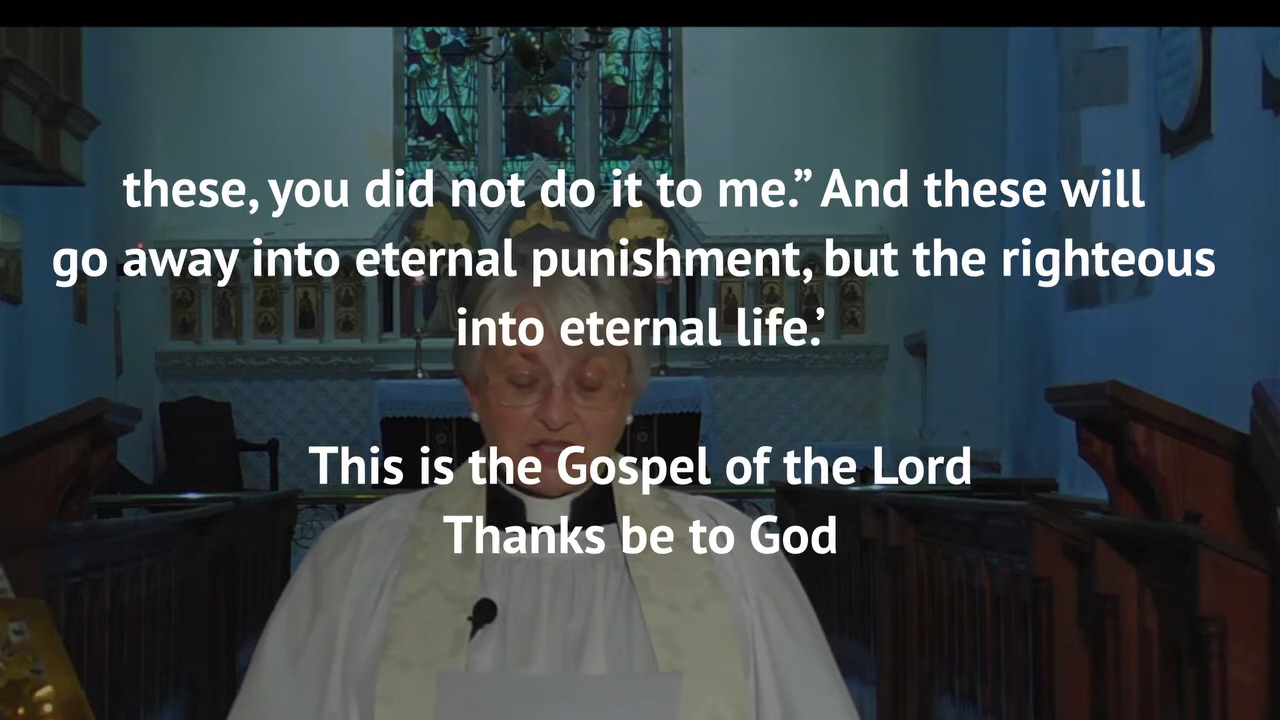 these, you did not do it to me.” And these will
go away into eternal punishment, but the righteous
into eternal life.’
This is the Gospel of the Lord
Thanks be to God